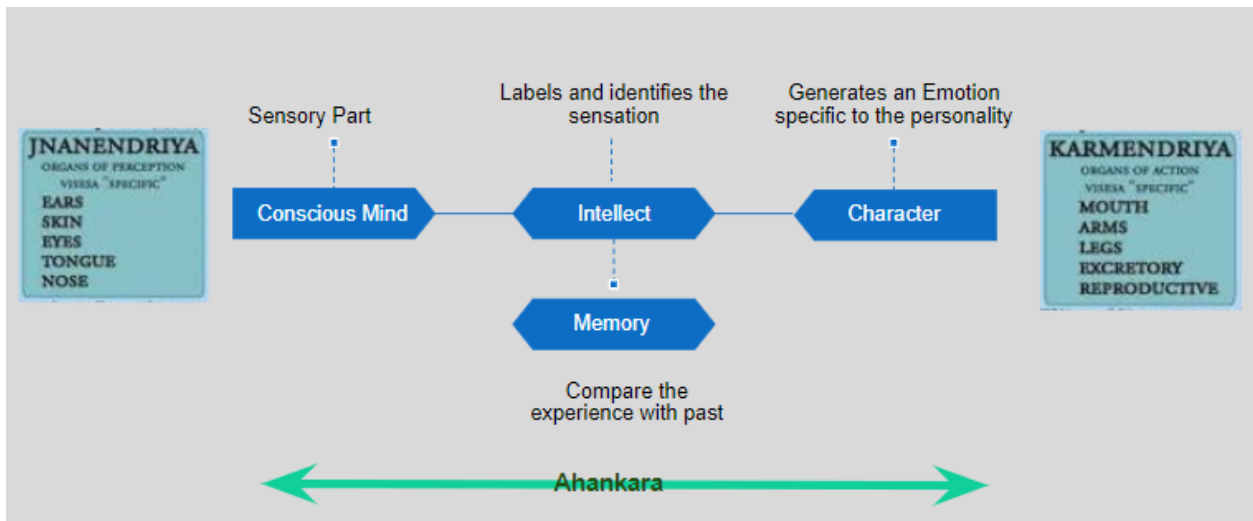 Labels and identifies the
sensation
Generates an Emotion
specific to the personality
Sensory Part
JNANENDRIYA
ORGANS OF PERCEPTION
VISESA "SPECIFIC"
EARS
SKIN
EYES
TONGUE
NOSE
Conscious Mind
Intellect
Character
KARMENDRIYA
ORGANS OF ACTION
VISESA "SPECIFIC"
MOUTH
ARMS
LEGS
EXCRETORY
REPRODUCTIVE
Memory
Compare the
experience with past
Ahankara